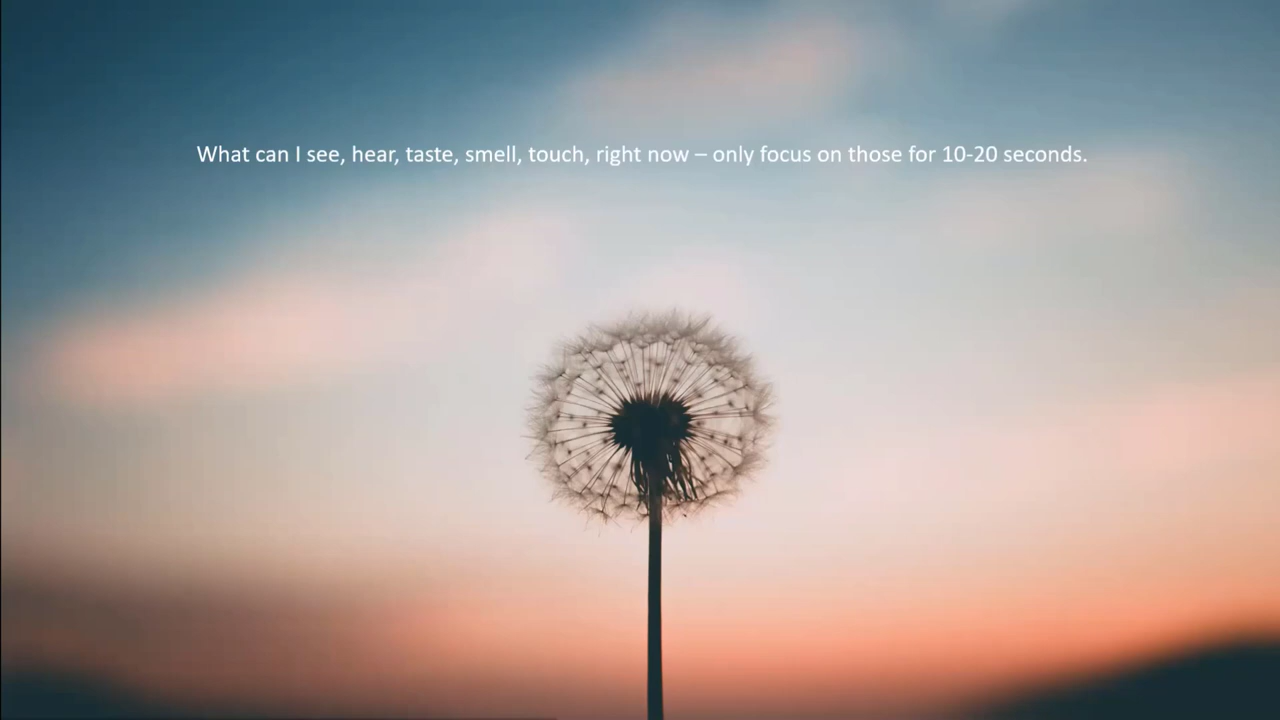 What can I see, hear, taste, smell, touch, right now – only focus on those for 10-20 seconds.